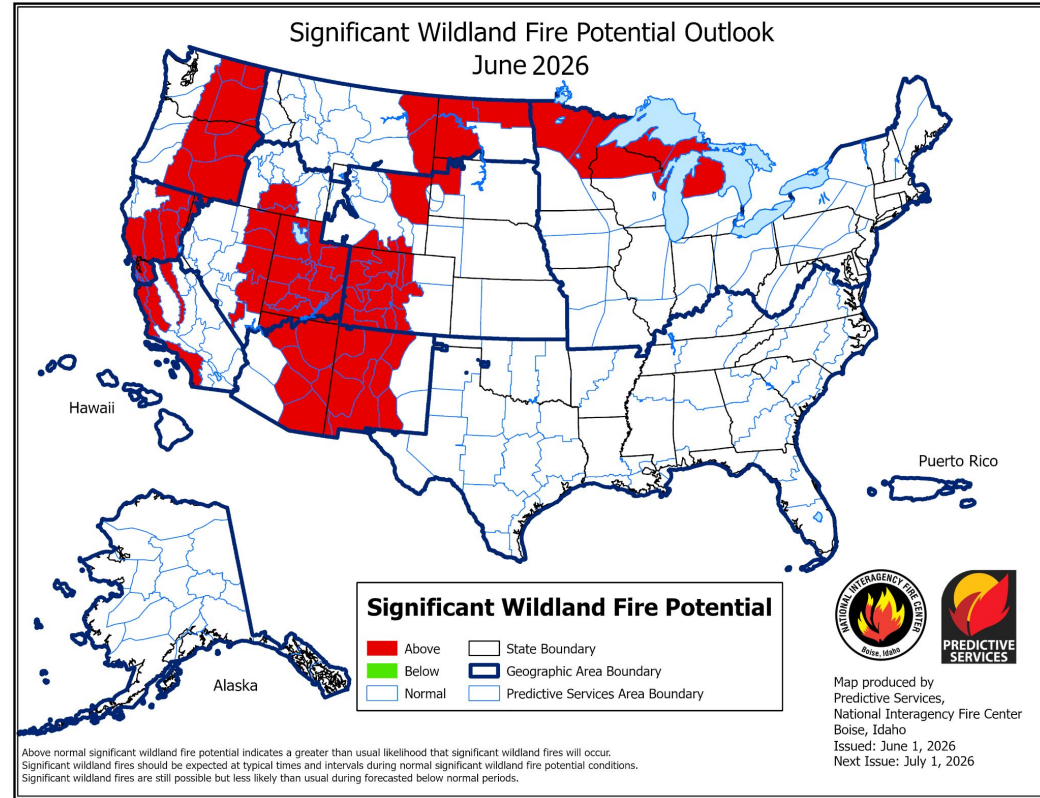 Significant Wildland Fire Potential Outlook
June 2026
Hawaii
Puerto Rico
Alaska
Significant Wildland Fire Potential
Above
State Boundary
Below
Geographic Area Boundary
Normal
Predictive Services Area Boundary
NATIONAL INTERAGENCY FIRE CENTER
Boise, Idaho
PREDICTIVE
SERVICES
Map produced by
Predictive Services,
National Interagency Fire Center
Boise, Idaho
Issued: June 1, 2026
Next Issue: July 1, 2026
Above normal significant wildland fire potential indicates a greater than usual likelihood that significant wildland fires will occur.
Significant wildland fires should be expected at typical times and intervals during normal significant wildland fire potential conditions.
Significant wildland fires are still possible but less likely than usual during forecasted below normal periods.